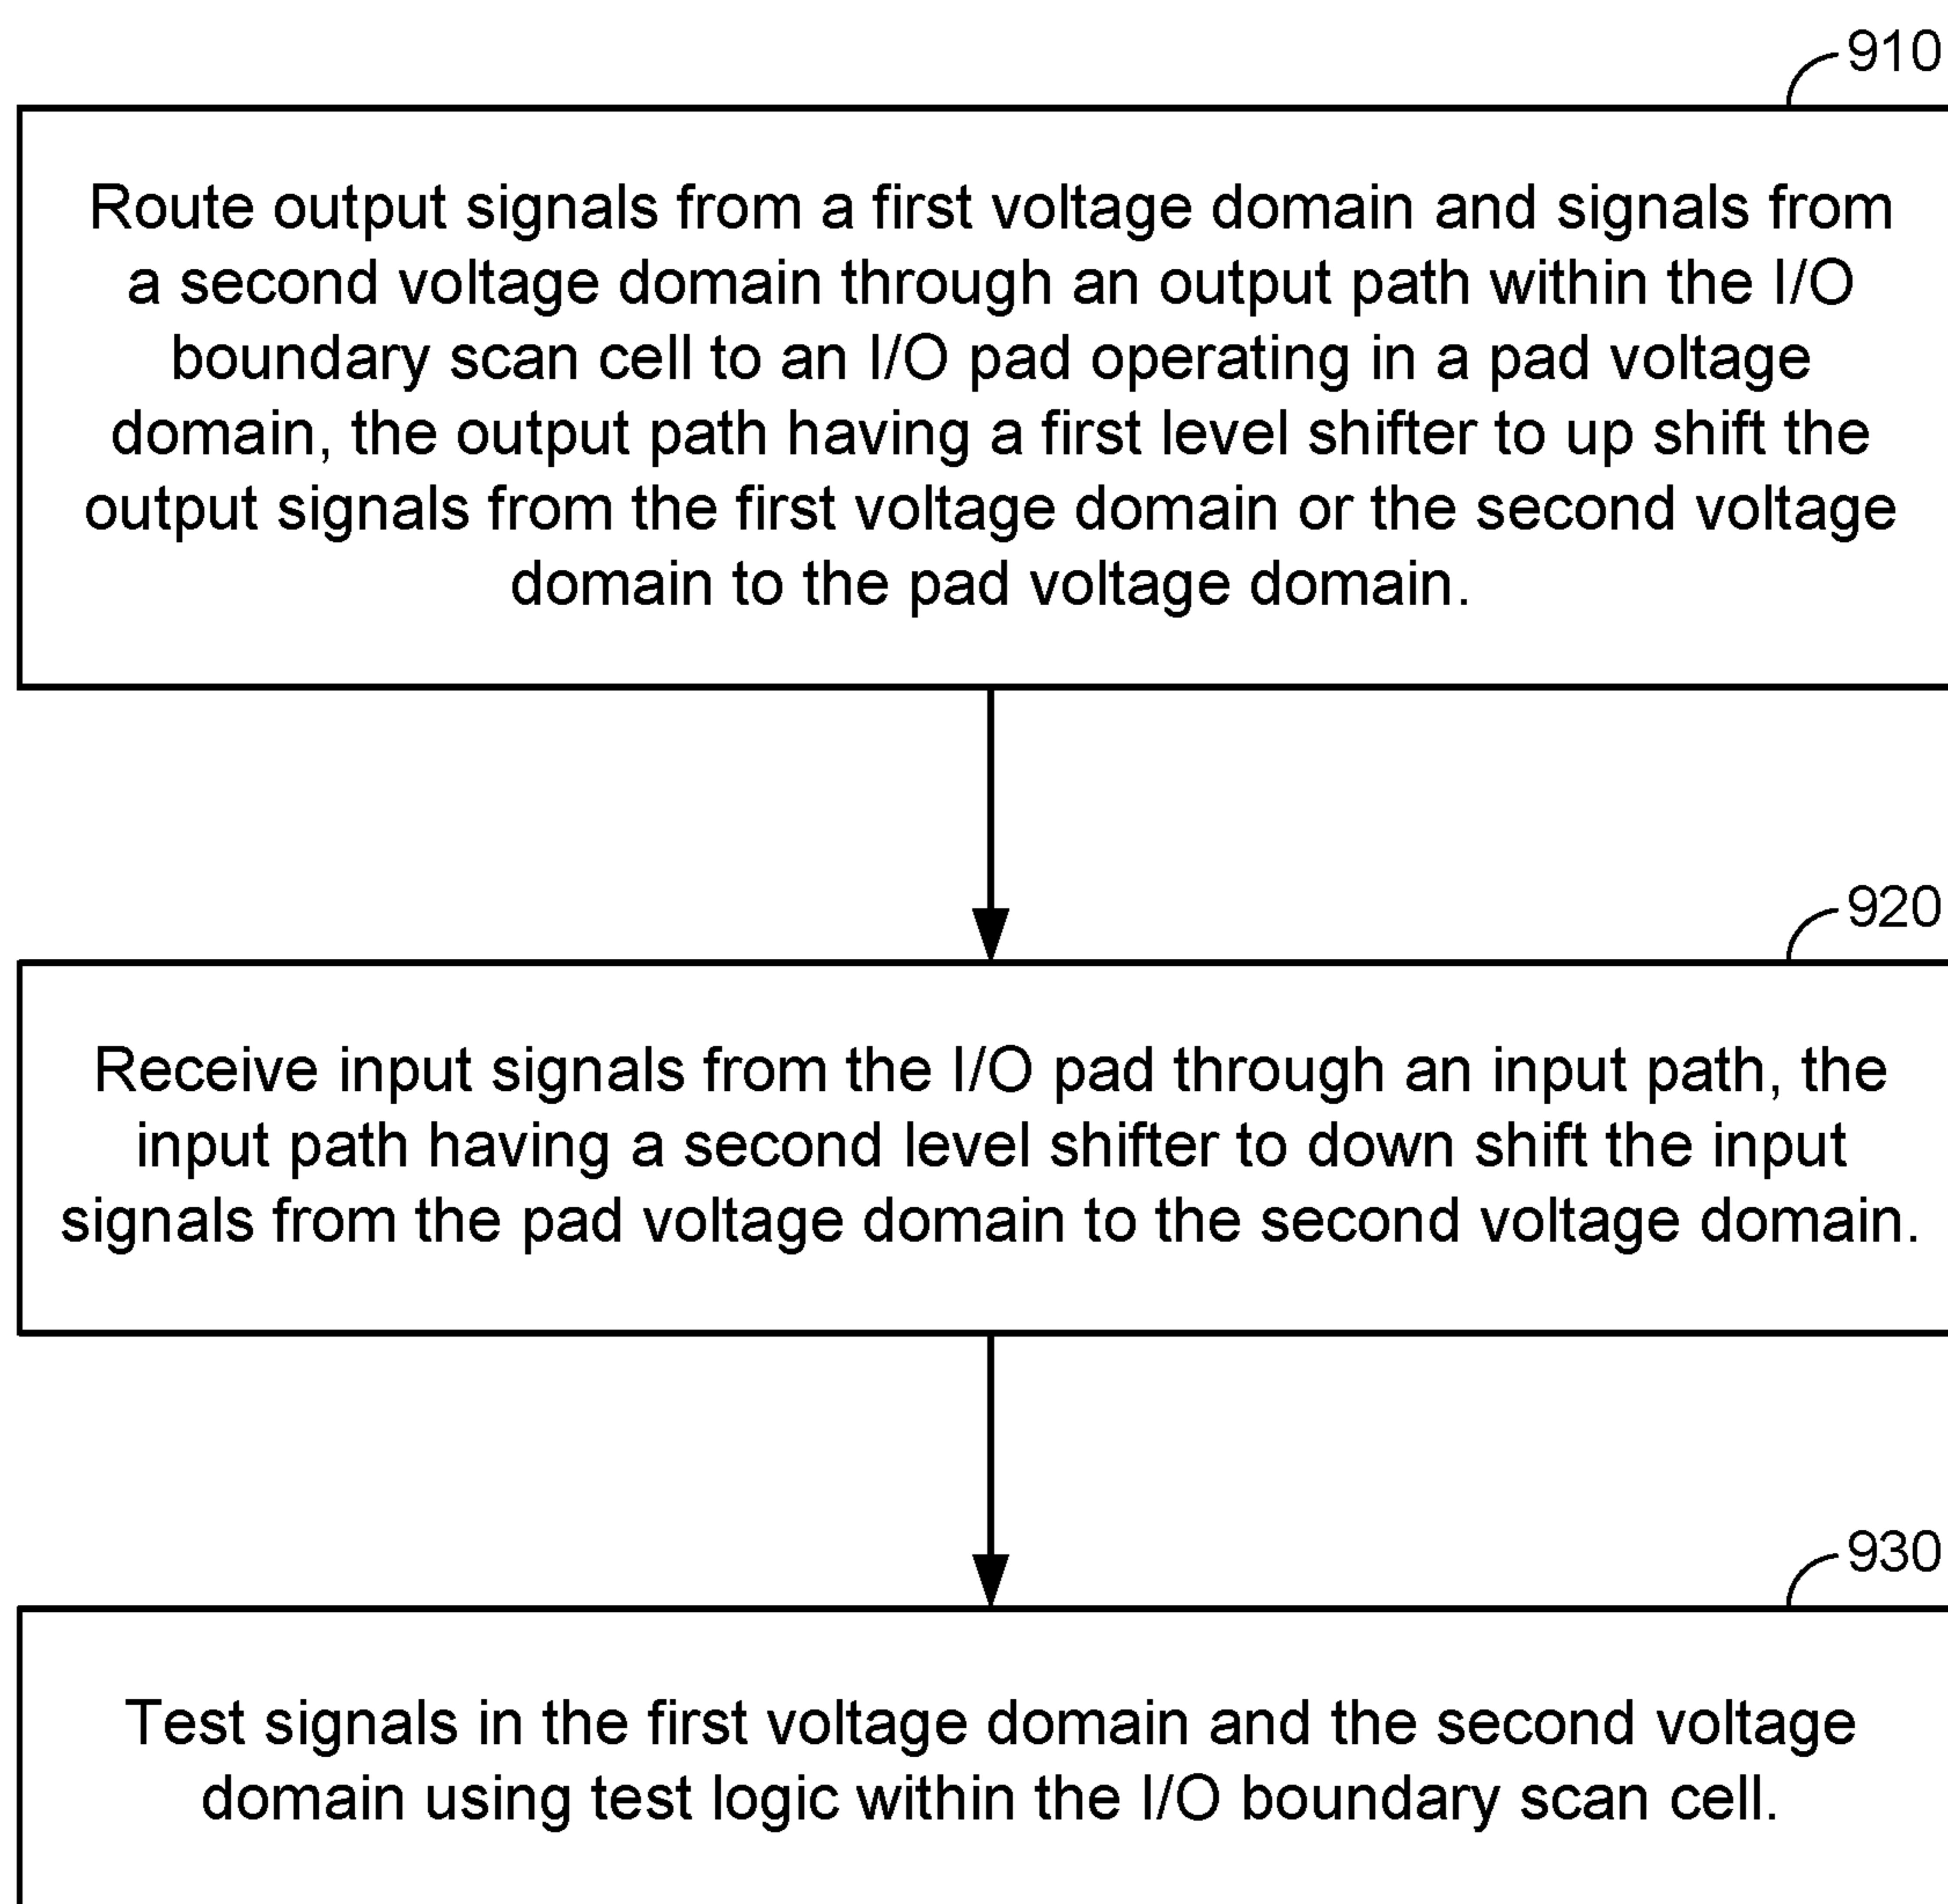 910
Route output signals from a first voltage domain and signals from
a second voltage domain through an output path within the I/O
boundary scan cell to an I/O pad operating in a pad voltage
domain, the output path having a first level shifter to up shift the
output signals from the first voltage domain or the second voltage
domain to the pad voltage domain.
920
Receive input signals from the I/O pad through an input path, the
input path having a second level shifter to down shift the input
signals from the pad voltage domain to the second voltage domain.
930
Test signals in the first voltage domain and the second voltage
domain using test logic within the I/O boundary scan cell.